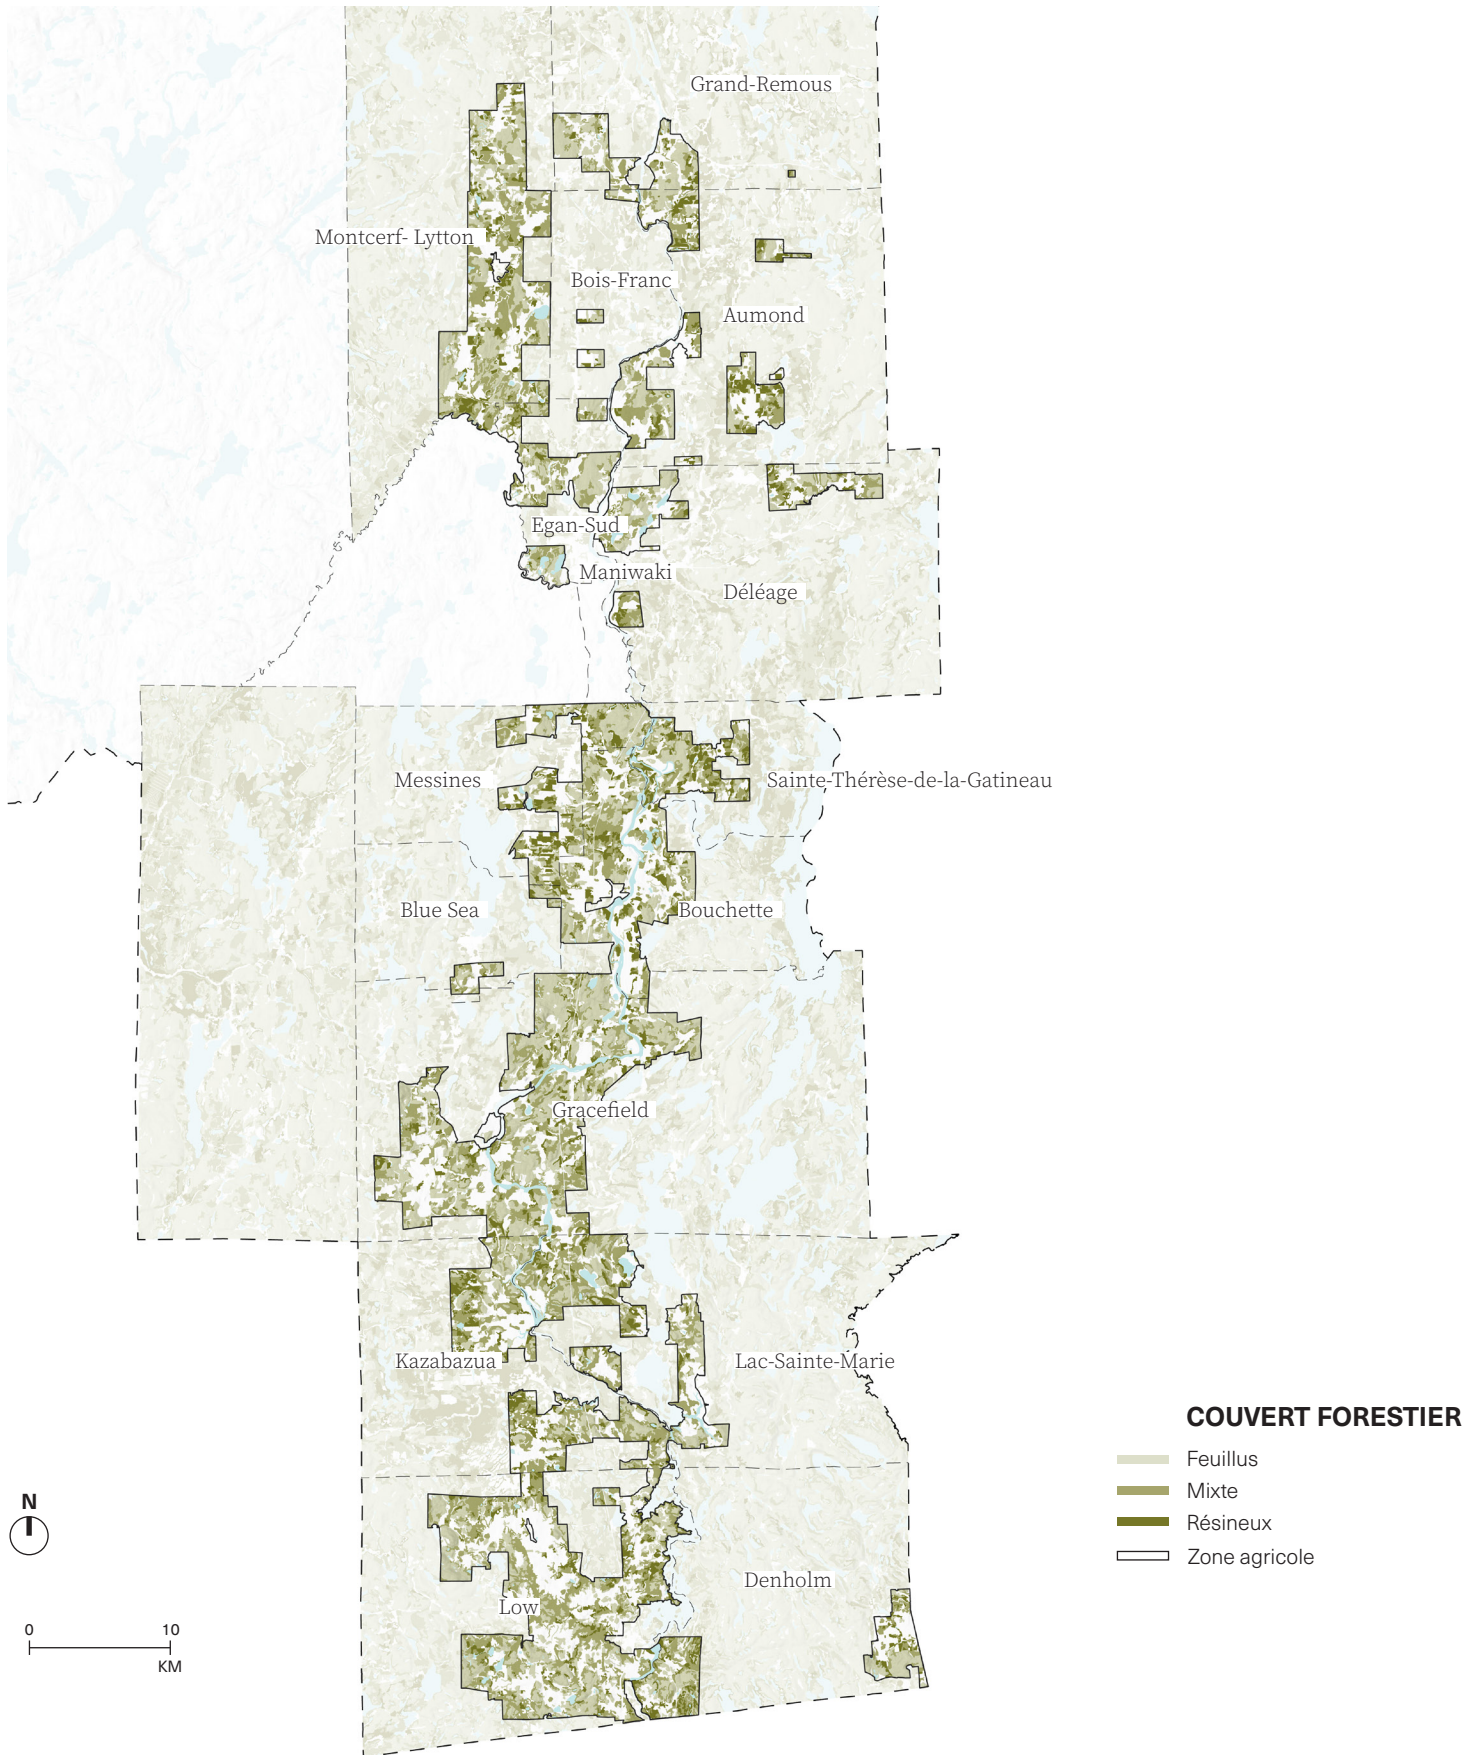 Grand-Remous
Montcerf- Lytton
Bois-Franc
Aumond
Egan-Sud
Maniwaki
Déléage
Messines
Sainte-Thérèse-de-la-Gatineau
Blue Sea
Bouchette
Gracefield
Kazabazua
Lac-Sainte-Marie
Denholm
Low
COUVERT FORESTIER
Feuillus
Mixte
Résineux
Zone agricole
N
0 10
KM